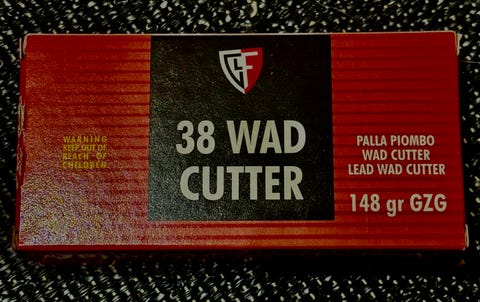 WARNING
KEEP OUT OF
REACH OF
CHILDREN
38 WAD
CUTTER
PALLA PIOMBO
WAD CUTTER
LEAD WAD CUTTER
148 gr GZG